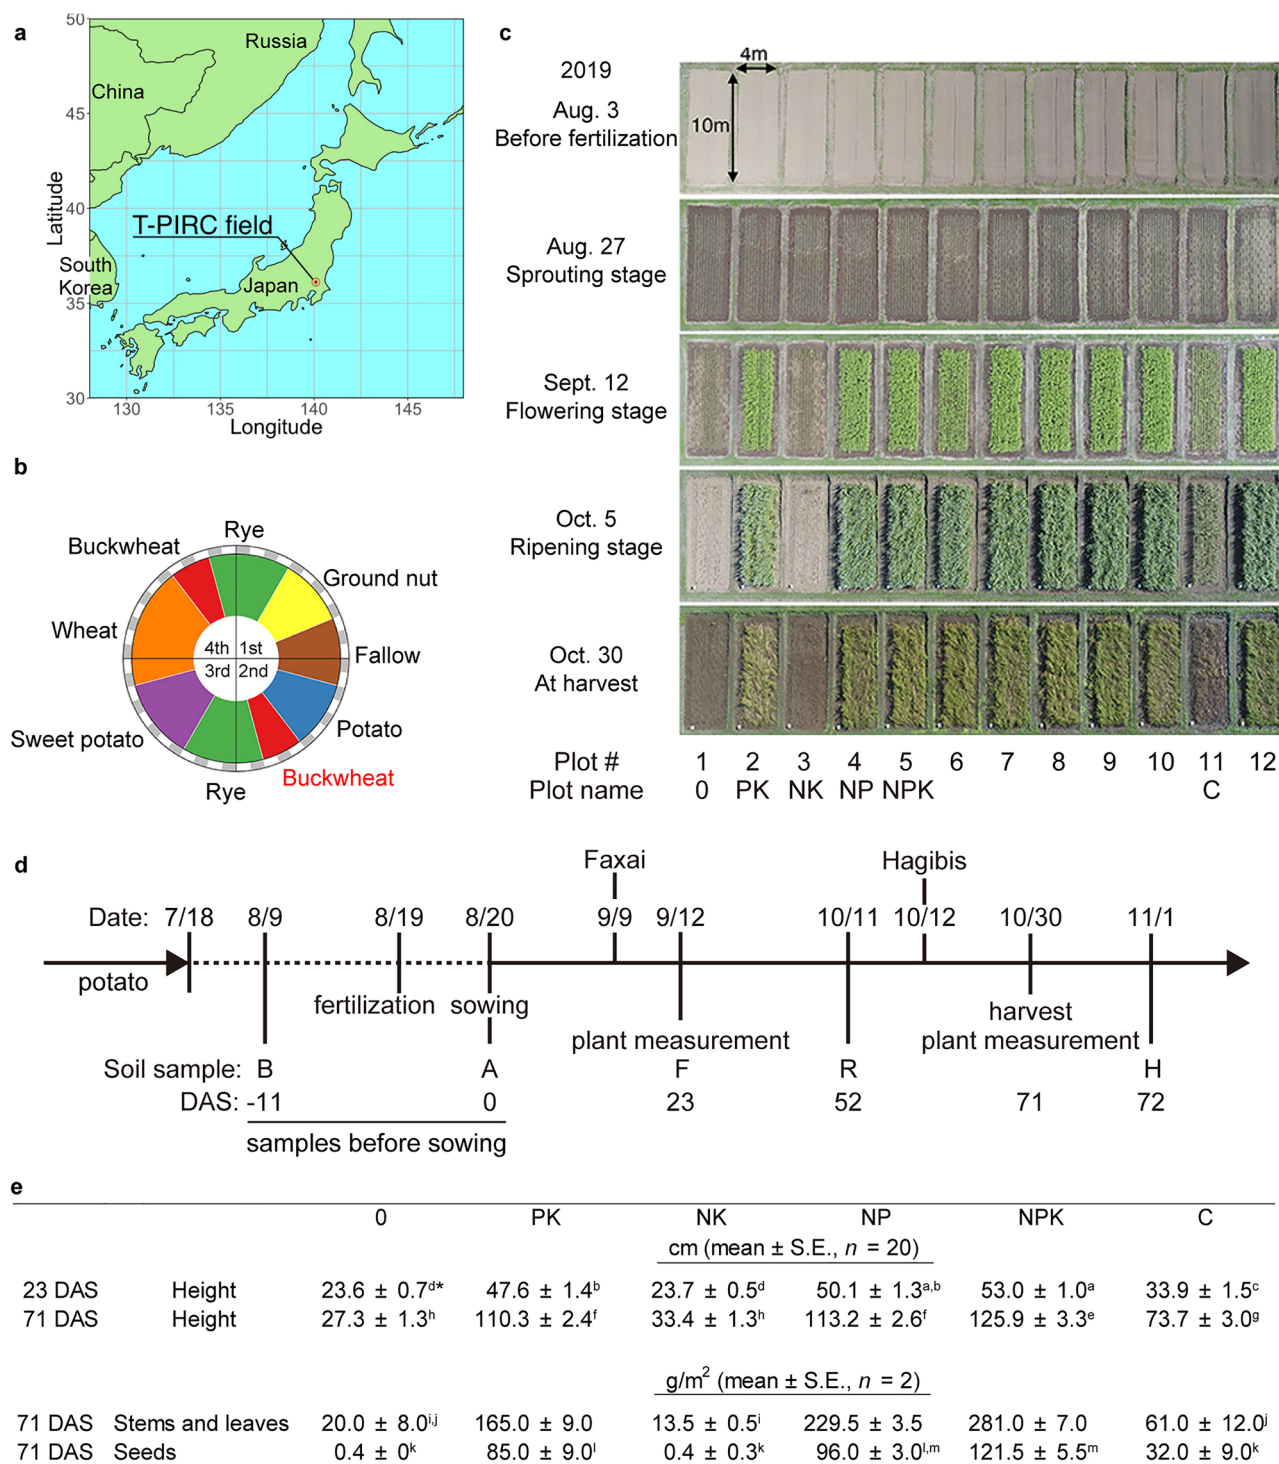 a
50
45
40
35
30
Latitude
Russia
China
T-PIRC field
South
Korea
Japan
130
135
140
145
Longitude
b
Rye
Buckwheat
Ground nut
Wheat
4th
1st
Fallow
3rd
2nd
Potato
Sweet potato
Buckwheat
Rye
c
4m
10m
2019
Aug. 3
Before fertilization
Aug. 27
Sprouting stage
Sept. 12
Flowering stage
Oct. 5
Ripening stage
Oct. 30
At harvest
Plot # 1 2 3 4 5 6 7 8 9 10 11 12
Plot name 0 PK NK NP NPK C
d
Faxai Hagibis
Date: 7/18 8/9 8/19 8/20 9/9 9/12 10/11 10/12 10/30 11/1
potato
fertilization sowing
harvest
plant measurement plant measurement
Soil sample: B A F R H
DAS: -11 0 23 52 71 72
samples before sowing
e
0 PK NK NP NPK C
cm (mean ± S.E., n = 20)
23 DAS Height 23.6 ± 0.7d* 47.6 ± 1.4b 23.7 ± 0.5d 50.1 ± 1.3a,b 53.0 ± 1.0a 33.9 ± 1.5c
71 DAS Height 27.3 ± 1.3h 110.3 ± 2.4f 33.4 ± 1.3h 113.2 ± 2.6f 125.9 ± 3.3e 73.7 ± 3.0g
g/m² (mean ± S.E., n = 2)
71 DAS Stems and leaves 20.0 ± 8.0i,j 165.0 ± 9.0 13.5 ± 0.5i 229.5 ± 3.5 281.0 ± 7.0 61.0 ± 12.0j
71 DAS Seeds 0.4 ± 0k 85.0 ± 9.0l 0.4 ± 0.3k 96.0 ± 3.0l,m 121.5 ± 5.5m 32.0 ± 9.0k